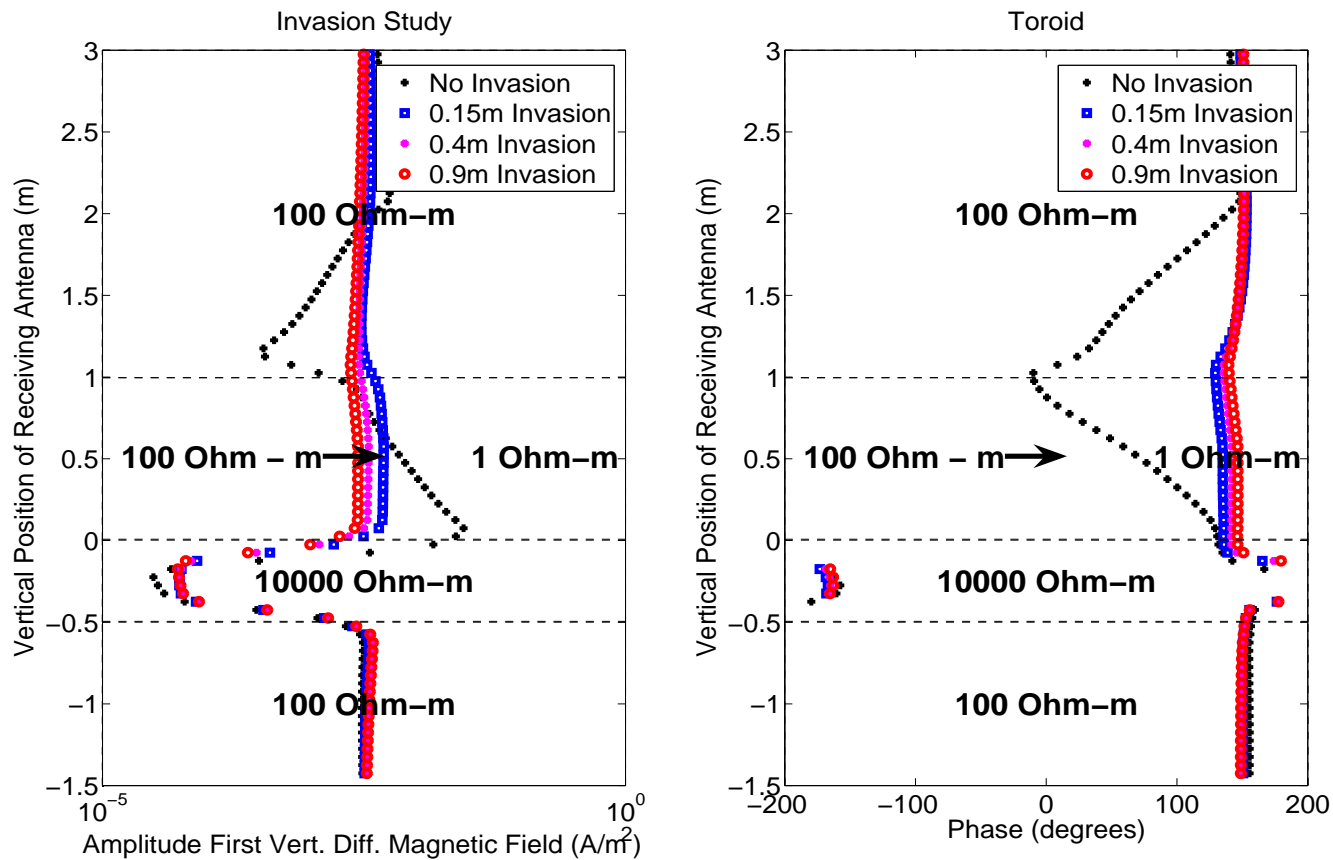 Invasion Study
3
2.5
2
1.5
1
0.5
0
−0.5
−1
−1.5
Vertical Position of Receiving Antenna (m)
No Invasion
0.15m Invasion
0.4m Invasion
0.9m Invasion
100 Ohm−m
100 Ohm − m
1 Ohm−m
10000 Ohm−m
100 Ohm−m
10^−5
10^0
Amplitude First Vert. Diff. Magnetic Field (A/m^2)
Toroid
3
2.5
2
1.5
1
0.5
0
−0.5
−1
−1.5
Vertical Position of Receiving Antenna (m)
No Invasion
0.15m Invasion
0.4m Invasion
0.9m Invasion
100 Ohm−m
100 Ohm − m
1 Ohm−m
10000 Ohm−m
100 Ohm−m
−200
−100
0
100
200
Phase (degrees)